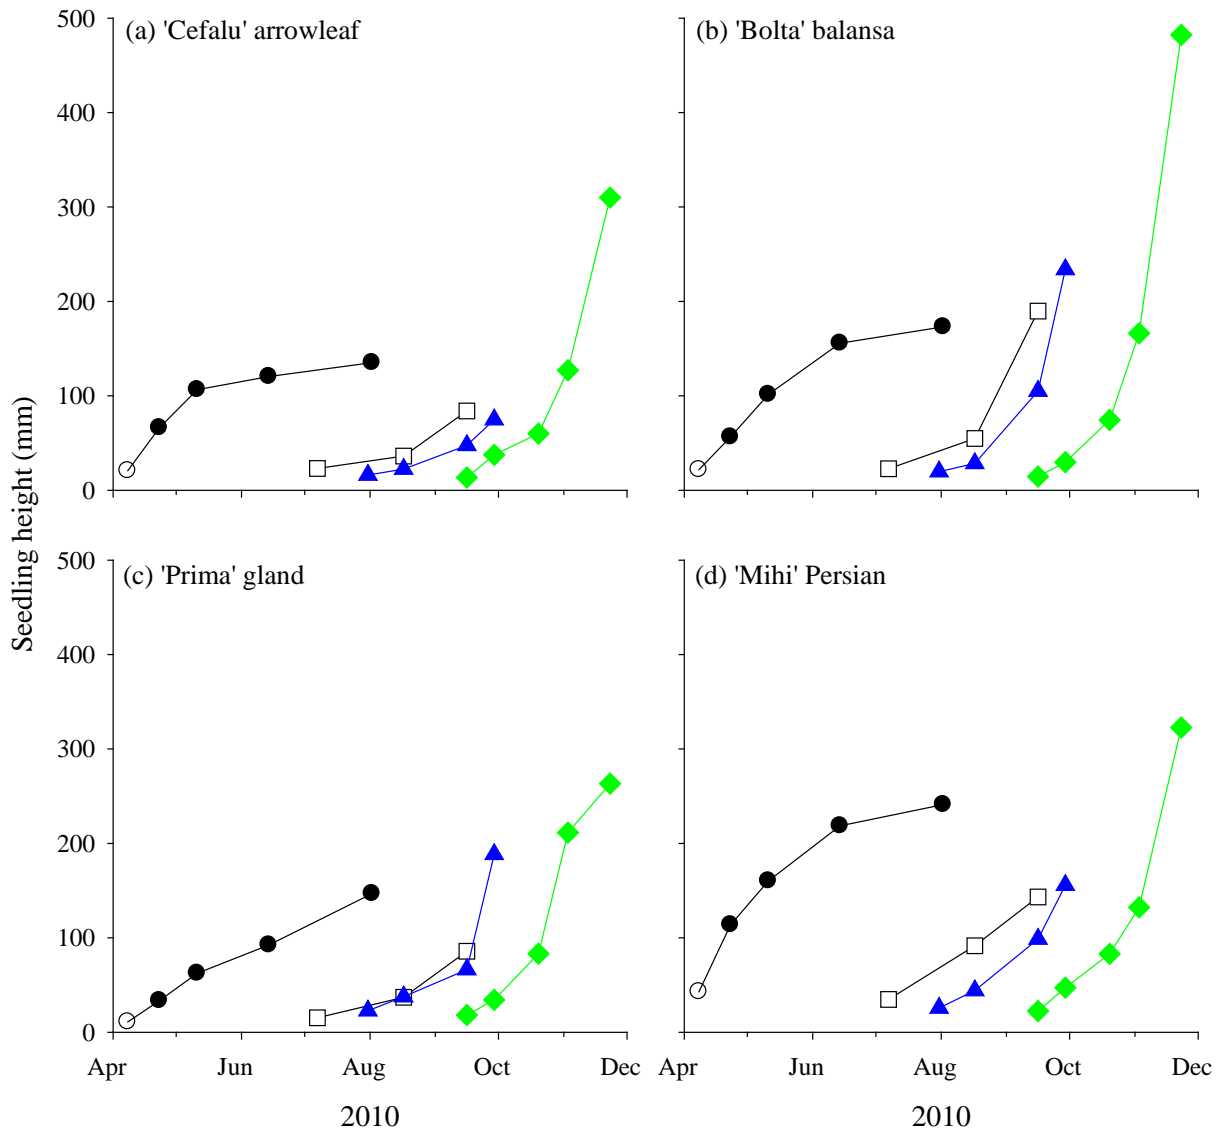 Seedling height (mm)
(a) 'Cefalu' arrowleaf
500
400
300
200
100
0
(b) 'Bolta' balansa
(c) 'Prima' gland
500
400
300
200
100
0
Apr Jun Aug Oct Dec
2010
(d) 'Mihi' Persian
Apr Jun Aug Oct Dec
2010